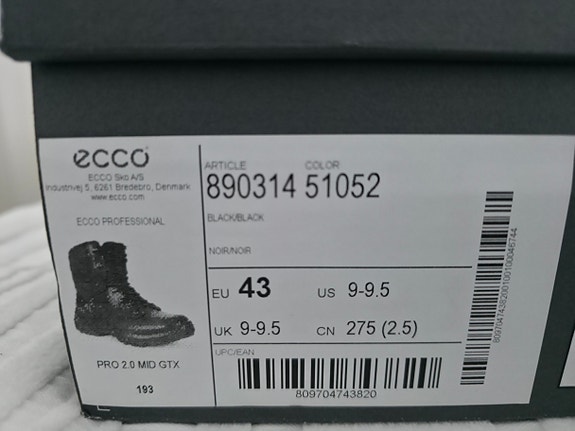 ecco
ECCO Sko A/S
Industrivej 5, 6261 Bredebro, Denmark
www.ecco.com
ECCO PROFESSIONAL
PRO 2.0 MID GTX
193
ARTICLE COLOR
890314 51052
BLACK/BLACK
NOIR/NOIR
EU 43 US 9-9.5
UK 9-9.5 CN 275 (2.5)
UPC/EAN
809704743820